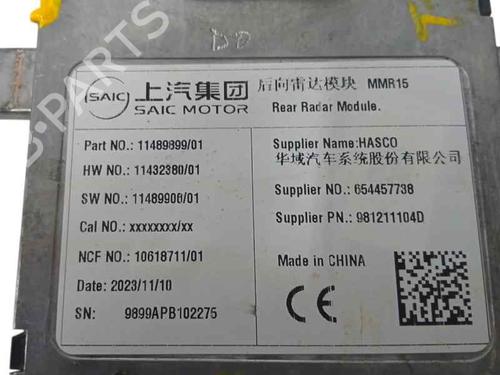 SAIC 上汽集团 后向雷达模块 MMR15
SAIC MOTOR Rear Radar Module.
Part NO.: 11489899/01
HW NO.: 11432380/01
SW NO.: 11489906/01
Cal NO.: xxxxxxxx/xx
NCF NO.: 10618711/01
Date: 2023/11/10
SN: 9899APB102275
Supplier Name:HASCO
华域汽车系统股份有限公司
Supplier NO.: 654457738
Supplier PN.: 981211104D
Made in CHINA
CE
B-PARTS